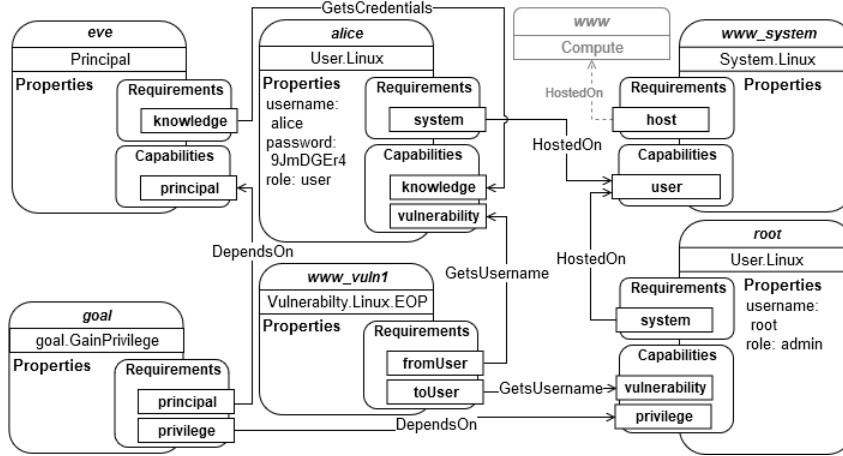 GetsCredentials
eve
Principal
Properties
Requirements
knowledge
Capabilities
principal
alice
User.Linux
Properties
username:
alice
password:
9JmDGEr4
role: user
Requirements
system
Capabilities
knowledge
vulnerability
www
Compute
HostedOn
www_system
System.Linux
Properties
Requirements
host
Capabilities
user
HostedOn
DependsOn
GetsUsername
HostedOn
goal
goal.GainPrivilege
Properties
Requirements
principal
privilege
www_vuln1
Vulnerabilty.Linux.EOP
Properties
Requirements
fromUser
toUser
GetsUsername
DependsOn
root
User.Linux
Properties
username:
root
role: admin
Requirements
system
Capabilities
vulnerability
privilege